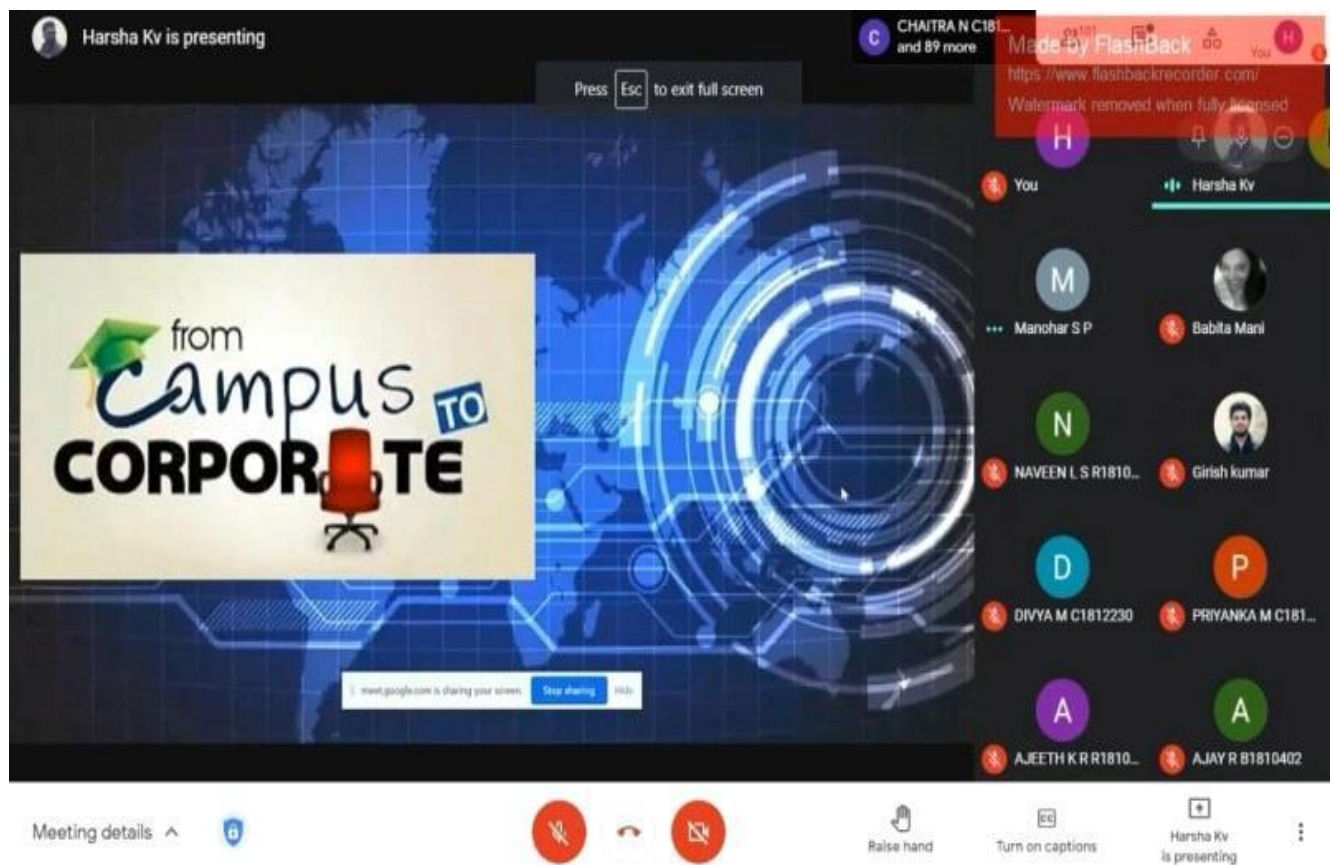 Harsha Kv is presenting
C
CHAITRA N C181...
and 89 more
101
You
H
Made by FlashBack
https://www.flashbackrecorder.com/
Watermark removed when fully licensed
Press Esc to exit full screen
from
Campus TO
CORPORATE
meet.google.com is sharing your screen.
Stop sharing
Hide
H
You
Harsha Kv
M
Manohar S P
Babita Mani
N
NAVEEN L S R1810...
Girish kumar
D
DIVYA M C1812230
P
PRIYANKA M C181...
A
AJEETH K R R1810...
A
AJAY R B1810402
Meeting details
Raise hand
CC
Turn on captions
Harsha Kv
is presenting